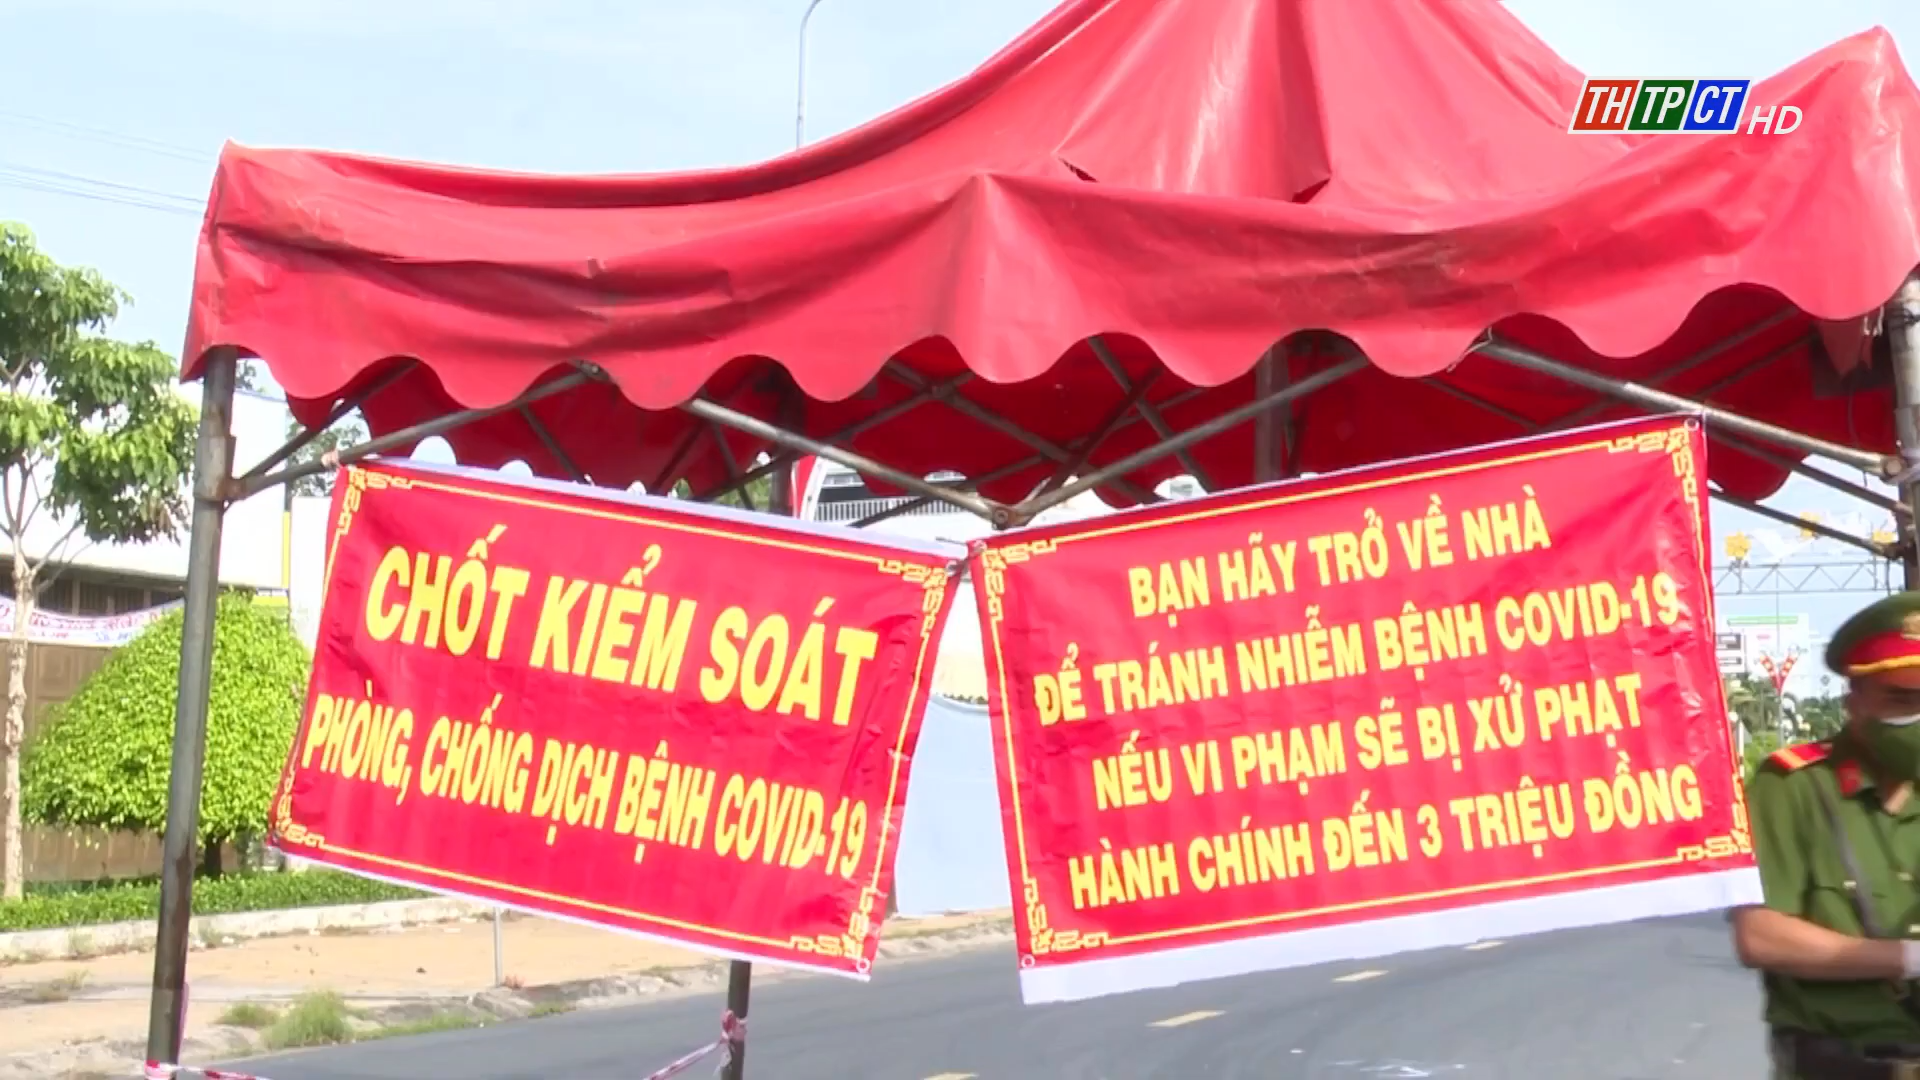 THTPCT HD
CHỐT KIỂM SOÁT
PHÒNG, CHỐNG DỊCH BỆNH COVID-19
BẠN HÃY TRỞ VỀ NHÀ
ĐỂ TRÁNH NHIỄM BỆNH COVID-19
NẾU VI PHẠM SẼ BỊ XỬ PHẠT
HÀNH CHÍNH ĐẾN 3 TRIỆU ĐỒNG